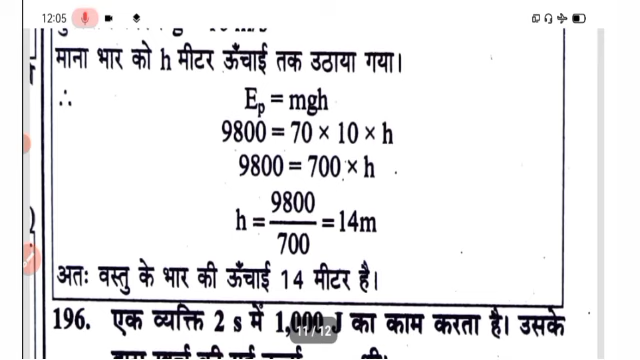 12:05
माना भार को h मीटर ऊँचाई तक उठाया गया।
∴ Eₚ = mgh
9800 = 70 × 10 × h
9800 = 700 × h
h = 9800/700 = 14m
अतः वस्तु के भार की ऊँचाई 14 मीटर है।
196. एक व्यक्ति 2 s में 1,000 J का काम करता है। उसके
11 / 12